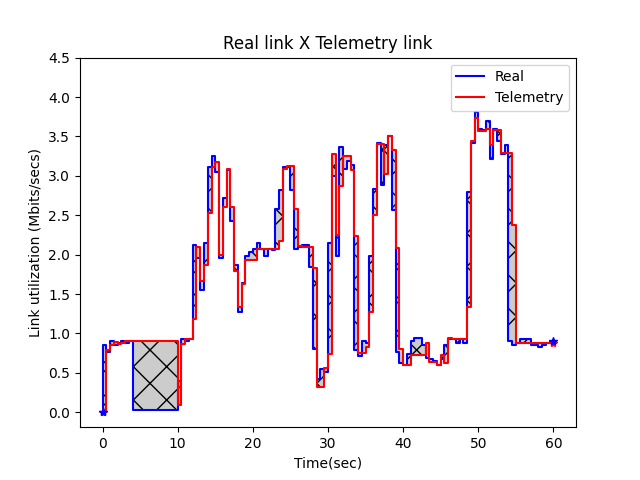 Real link X Telemetry link
Real
Telemetry
Link utilization (Mbits/secs)
4.5
4.0
3.5
3.0
2.5
2.0
1.5
1.0
0.5
0.0
0 10 20 30 40 50 60
Time(sec)